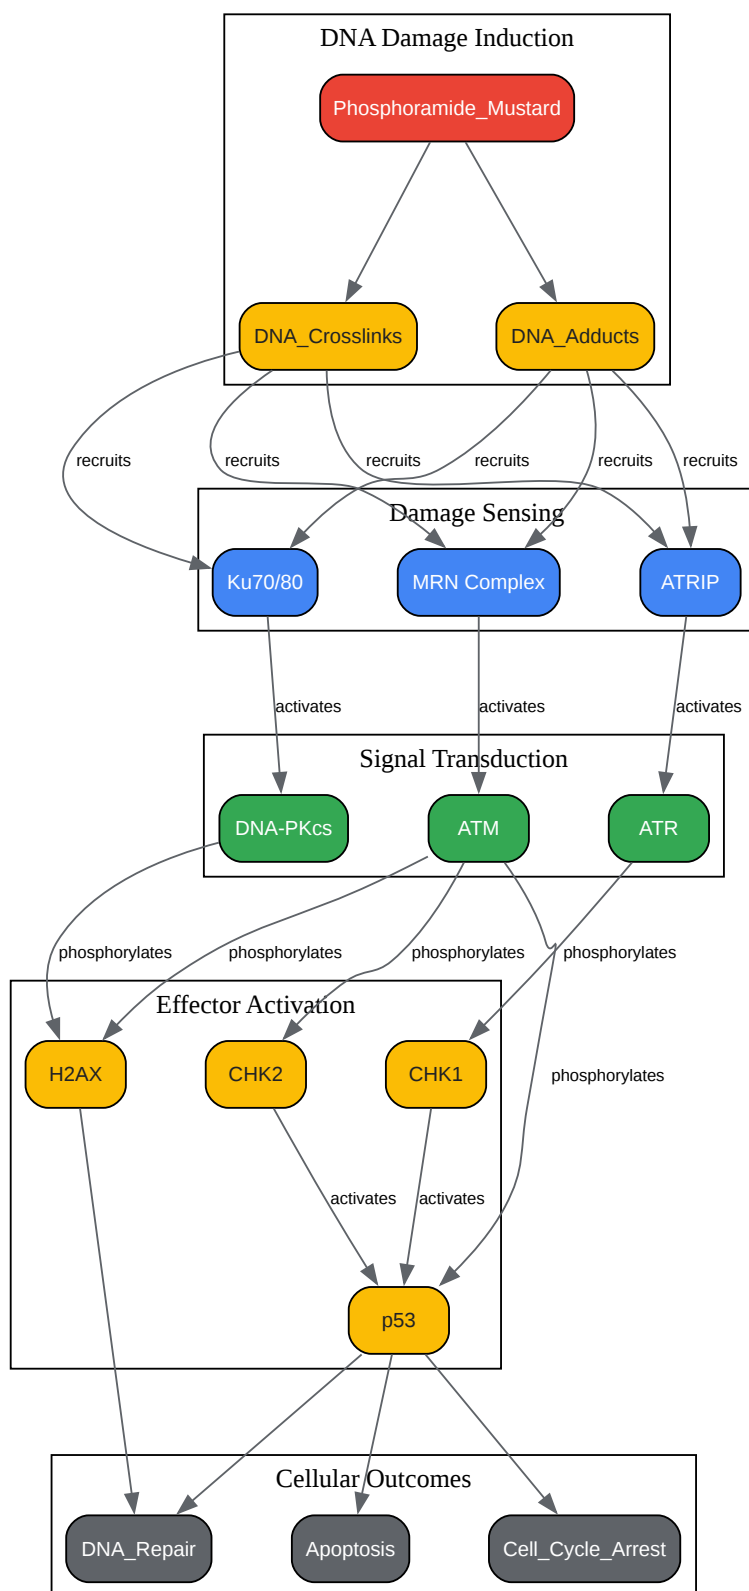 DNA Damage Induction
Phosphoramide_Mustard
DNA_Crosslinks
DNA_Adducts
recruits
recruits
recruits
recruits
recruits
recruits
Damage Sensing
Ku70/80
MRN Complex
ATRIP
activates
activates
activates
Signal Transduction
DNA-PKcs
ATM
ATR
phosphorylates
phosphorylates
phosphorylates
phosphorylates
Effector Activation
H2AX
CHK2
CHK1
phosphorylates
activates
activates
p53
Cellular Outcomes
DNA_Repair
Apoptosis
Cell_Cycle_Arrest